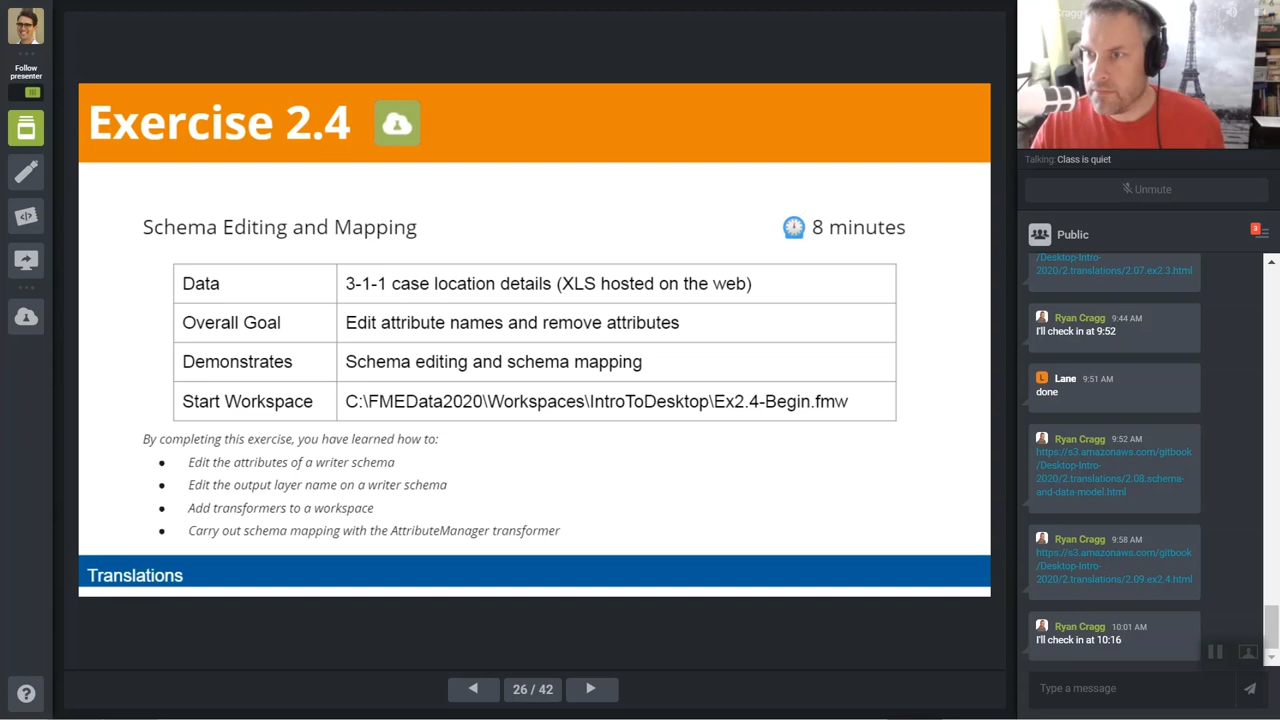 Follow
presenter
Exercise 2.4
Schema Editing and Mapping
8 minutes
Data
3-1-1 case location details (XLS hosted on the web)
Overall Goal
Edit attribute names and remove attributes
Demonstrates
Schema editing and schema mapping
Start Workspace
C:\FMEData2020\Workspaces\IntroToDesktop\Ex2.4-Begin.fmw
By completing this exercise, you have learned how to:
● Edit the attributes of a writer schema
● Edit the output layer name on a writer schema
● Add transformers to a workspace
● Carry out schema mapping with the AttributeManager transformer
Translations
26 / 42
Cragg
Talking: Class is quiet
Unmute
Public
3
/Desktop-Intro-
2020/2.translations/2.07.ex2.3.html
Ryan Cragg 9:44 AM
I'll check in at 9:52
L
Lane 9:51 AM
done
Ryan Cragg 9:52 AM
https://s3.amazonaws.com/gitbook
/Desktop-Intro-
2020/2.translations/2.08.schema-
and-data-model.html
Ryan Cragg 9:58 AM
https://s3.amazonaws.com/gitbook
/Desktop-Intro-
2020/2.translations/2.09.ex2.4.html
Ryan Cragg 10:01 AM
I'll check in at 10:16
Type a message
?